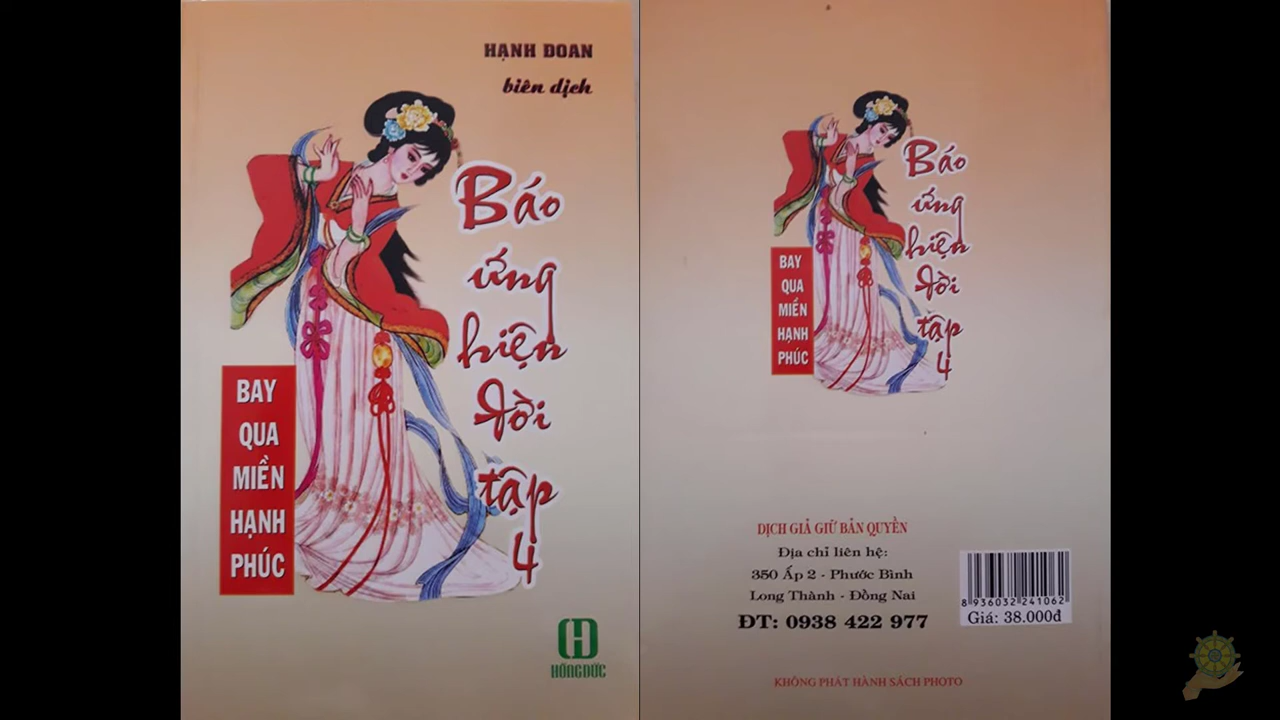 HẠNH ĐOAN
biên dịch
Báo
ứng
hiện
đời
tập
4
BAY
QUA
MIỀN
HẠNH
PHÚC
HỒNG ĐỨC
Báo
ứng
hiện
đời
tập
4
BAY
QUA
MIỀN
HẠNH
PHÚC
DỊCH GIẢ GIỮ BẢN QUYỀN
Địa chỉ liên hệ:
350 Ấp 2 - Phước Bình
Long Thành - Đồng Nai
ĐT: 0938 422 977
8 936032 241062
Giá: 38.000đ
KHÔNG PHÁT HÀNH SÁCH PHOTO